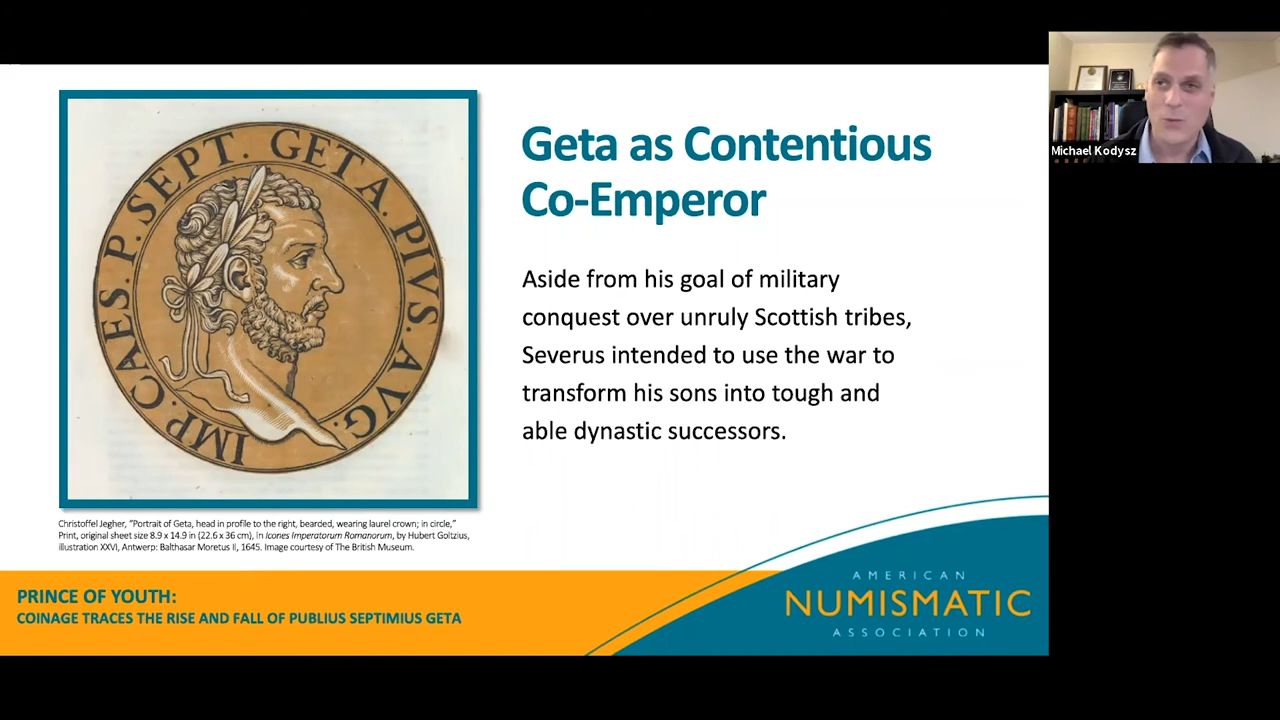 IMP. CAES. P. SEPT. GETA. PIVS. AVG.
Geta as Contentious
Co-Emperor
Aside from his goal of military
conquest over unruly Scottish tribes,
Severus intended to use the war to
transform his sons into tough and
able dynastic successors.
Christoffel Jegher, "Portrait of Geta, head in profile to the right, bearded, wearing laurel crown; in circle,"
Print, original sheet size 8.9 x 14.9 in (22.6 x 36 cm), In Icones Imperatorum Romanorum, by Hubert Goltzius,
illustration XXVI, Antwerp: Balthasar Moretus II, 1645. Image courtesy of The British Museum.
PRINCE OF YOUTH:
COINAGE TRACES THE RISE AND FALL OF PUBLIUS SEPTIMIUS GETA
AMERICAN
NUMISMATIC
ASSOCIATION
Michael Kodysz